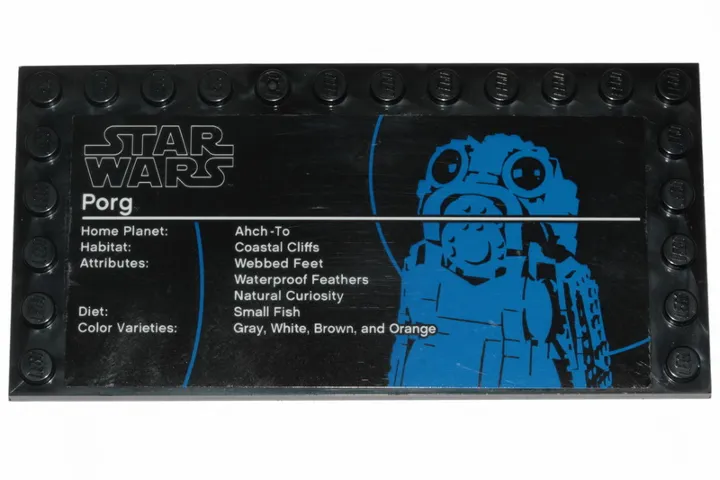 STAR
WARS
Porg
Home Planet: Ahch-To
Habitat: Coastal Cliffs
Attributes: Webbed Feet
Waterproof Feathers
Natural Curiosity
Diet: Small Fish
Color Varieties: Gray, White, Brown, and Orange